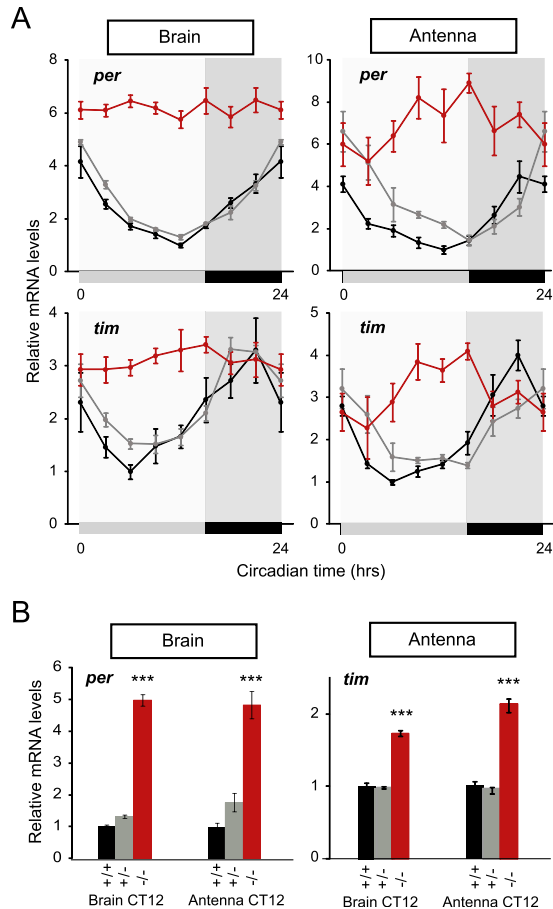 A
Brain
Antenna
per
per
8
6
4
2
0
10
8
6
4
2
0
0
24
0
24
Relative mRNA levels
tim
tim
4
3
2
1
0
5
4
3
2
1
0
0
24
0
24
Circadian time (hrs)
B
Brain
Antenna
per
tim
Relative mRNA levels
6
5
4
3
2
1
0
2
1
0
***
***
***
***
+/+
+/-
-/-
+/+
+/-
-/-
+/+
+/-
-/-
+/+
+/-
-/-
Brain CT12
Antenna CT12
Brain CT12
Antenna CT12